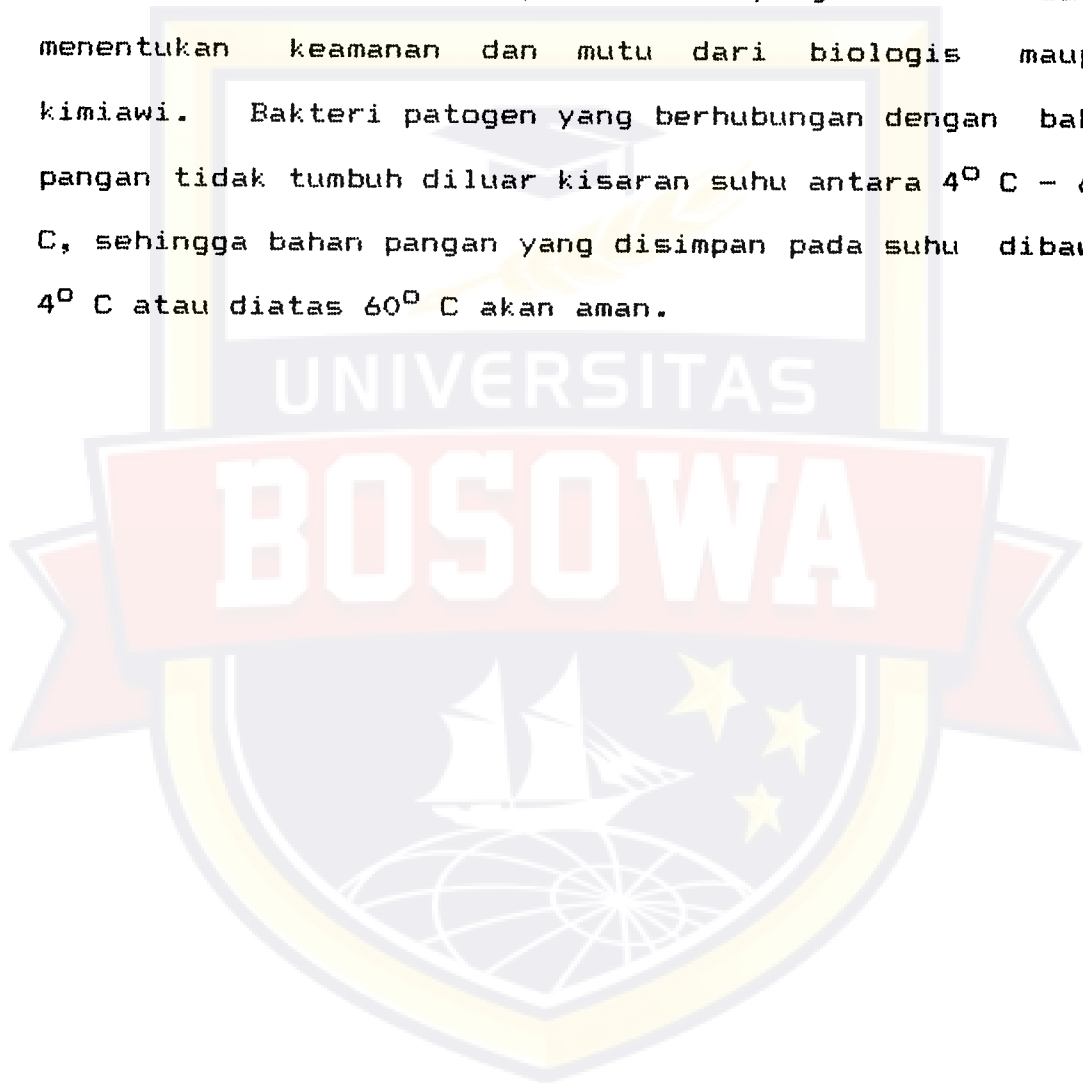 menentukan keamanan dan mutu dari biologis
kimiawi. Bakteri patogen yang berhubungan dengan
pangan tidak tumbuh diluar kisaran suhu antara 4° C -
C, sehingga bahan pangan yang disimpan pada suhu
4° C atau diatas 60° C akan aman.
UNIVERSITAS
BOSOWA